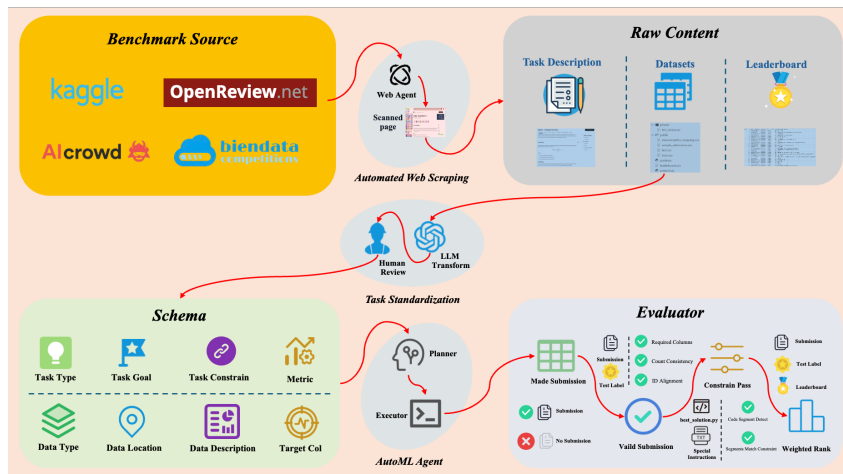 Benchmark Source
kaggle
OpenReview.net
AIcrowd
biendata
competitions
Web Agent
Scanned
page
Automated Web Scraping
Raw Content
Task Description
Datasets
Leaderboard
Human
Review
LLM
Transform
Task Standardization
Schema
Task Type
Task Goal
Task Constrain
Metric
Data Type
Data Location
Data Description
Target Col
Planner
Executor
AutoML Agent
Evaluator
Made Submission
Submission
Test Label
Required Columns
Count Consistency
ID Alignment
Constrain Pass
Submission
Test Label
Leaderboard
Submission
No Submission
Vaild Submission
best_solution.py
TXT
Special
Instructions
Code Segment Detect
Segments Match Constraint
Weighted Rank